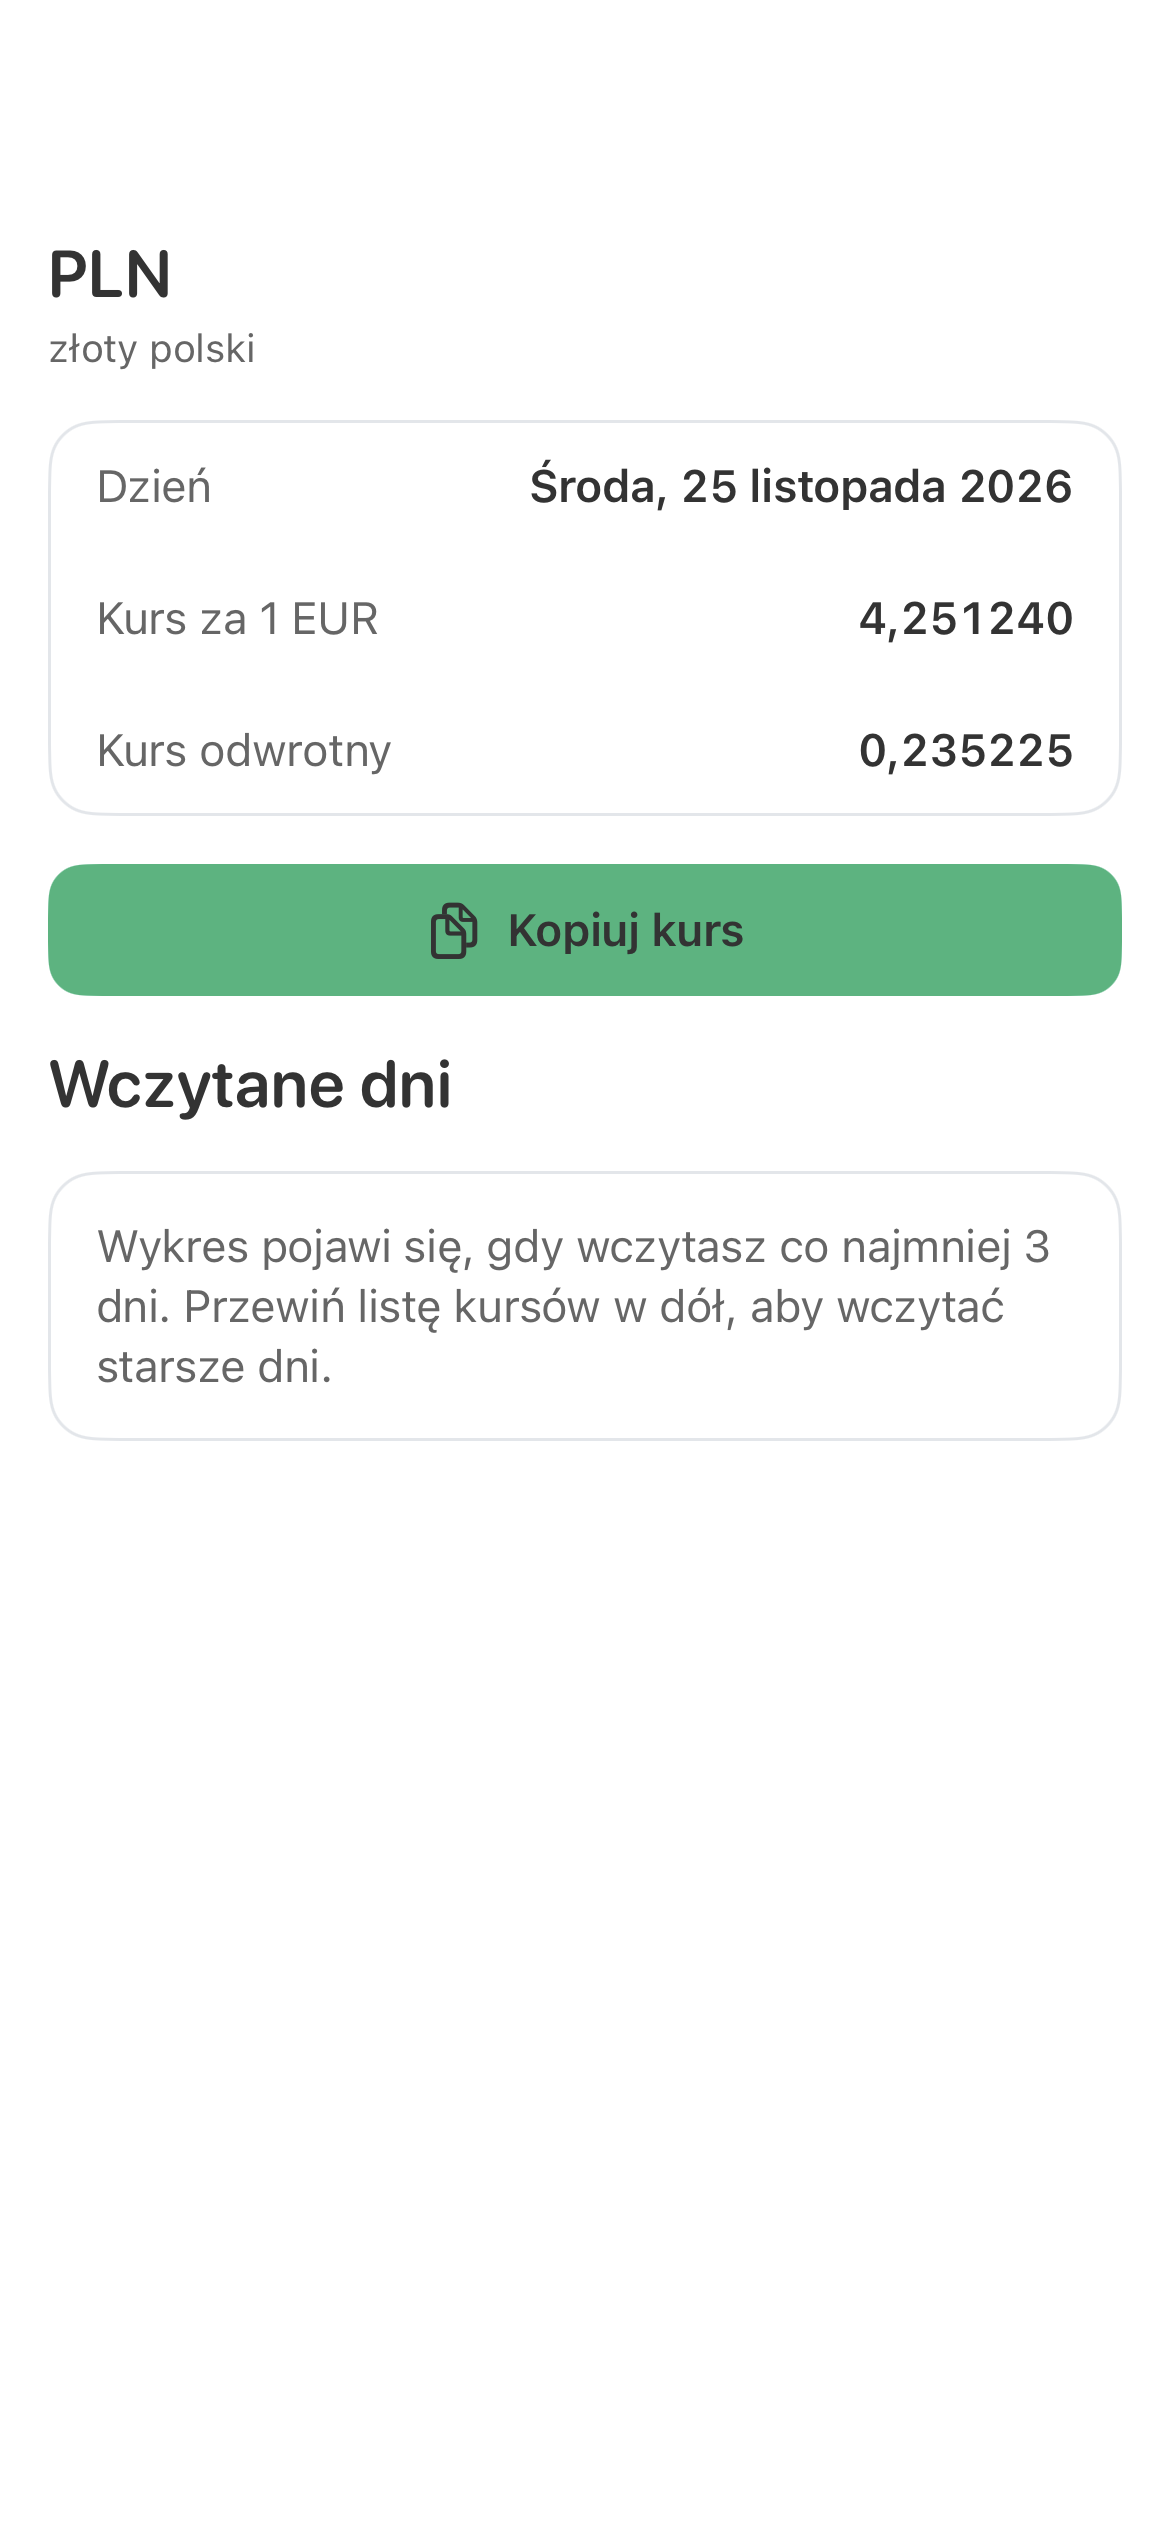 PLN
złoty polski
Dzień Środa, 25 listopada 2026
Kurs za 1 EUR 4,251240
Kurs odwrotny 0,235225
Kopiuj kurs
Wczytane dni
Wykres pojawi się, gdy wczytasz co najmniej 3
dni. Przewiń listę kursów w dół, aby wczytać
starsze dni.